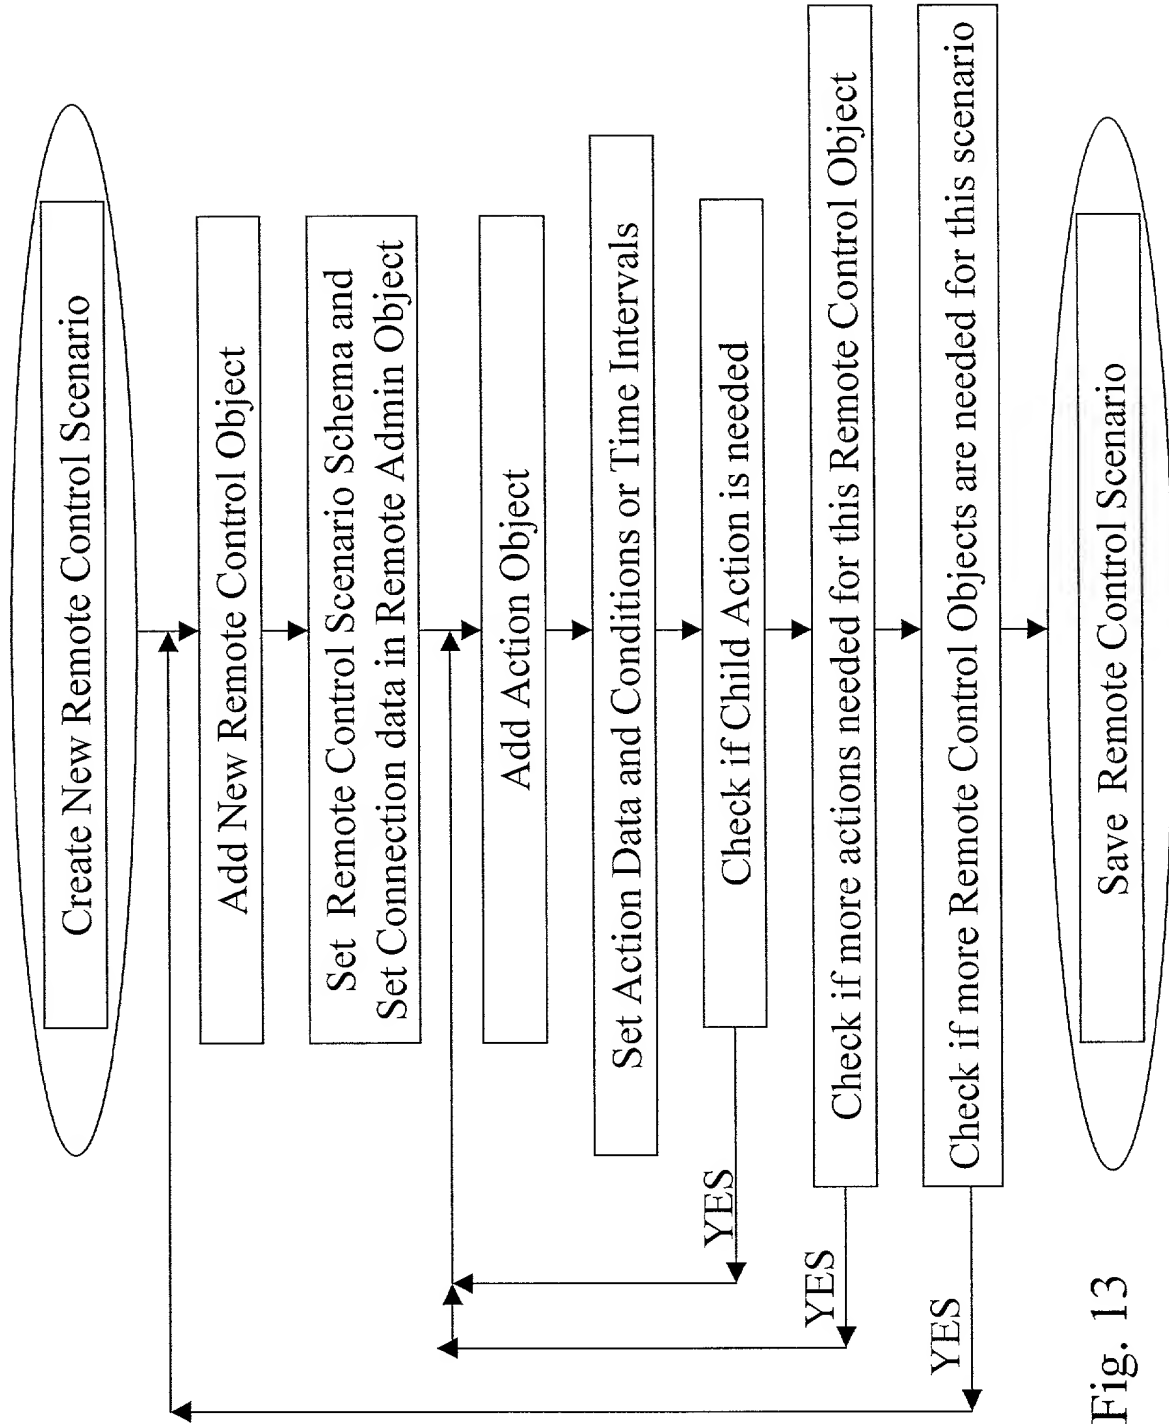 Create New Remote Control Scenario
Add New Remote Control Object
Set Remote Control Scenario Schema and
Set Connection data in Remote Admin Object
Add Action Object
Set Action Data and Conditions or Time Intervals
Check if Child Action is needed
YES
Check if more actions needed for this Remote Control Object
YES
Check if more Remote Control Objects are needed for this scenario
YES
Save Remote Control Scenario
Fig. 13